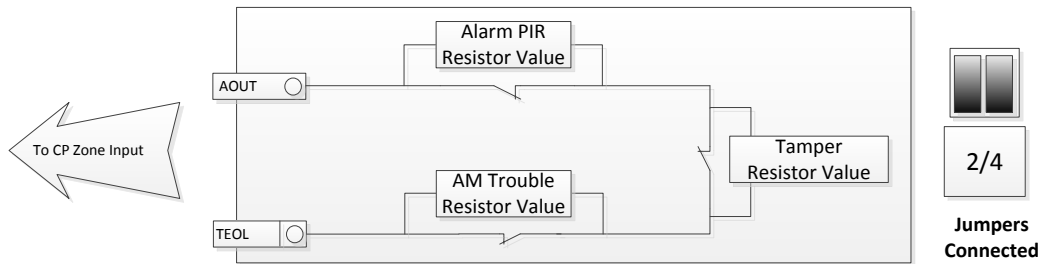 Alarm PIR
Resistor Value
AOUT
To CP Zone Input
Tamper
Resistor Value
AM Trouble
Resistor Value
TEOL
2/4
Jumpers
Connected